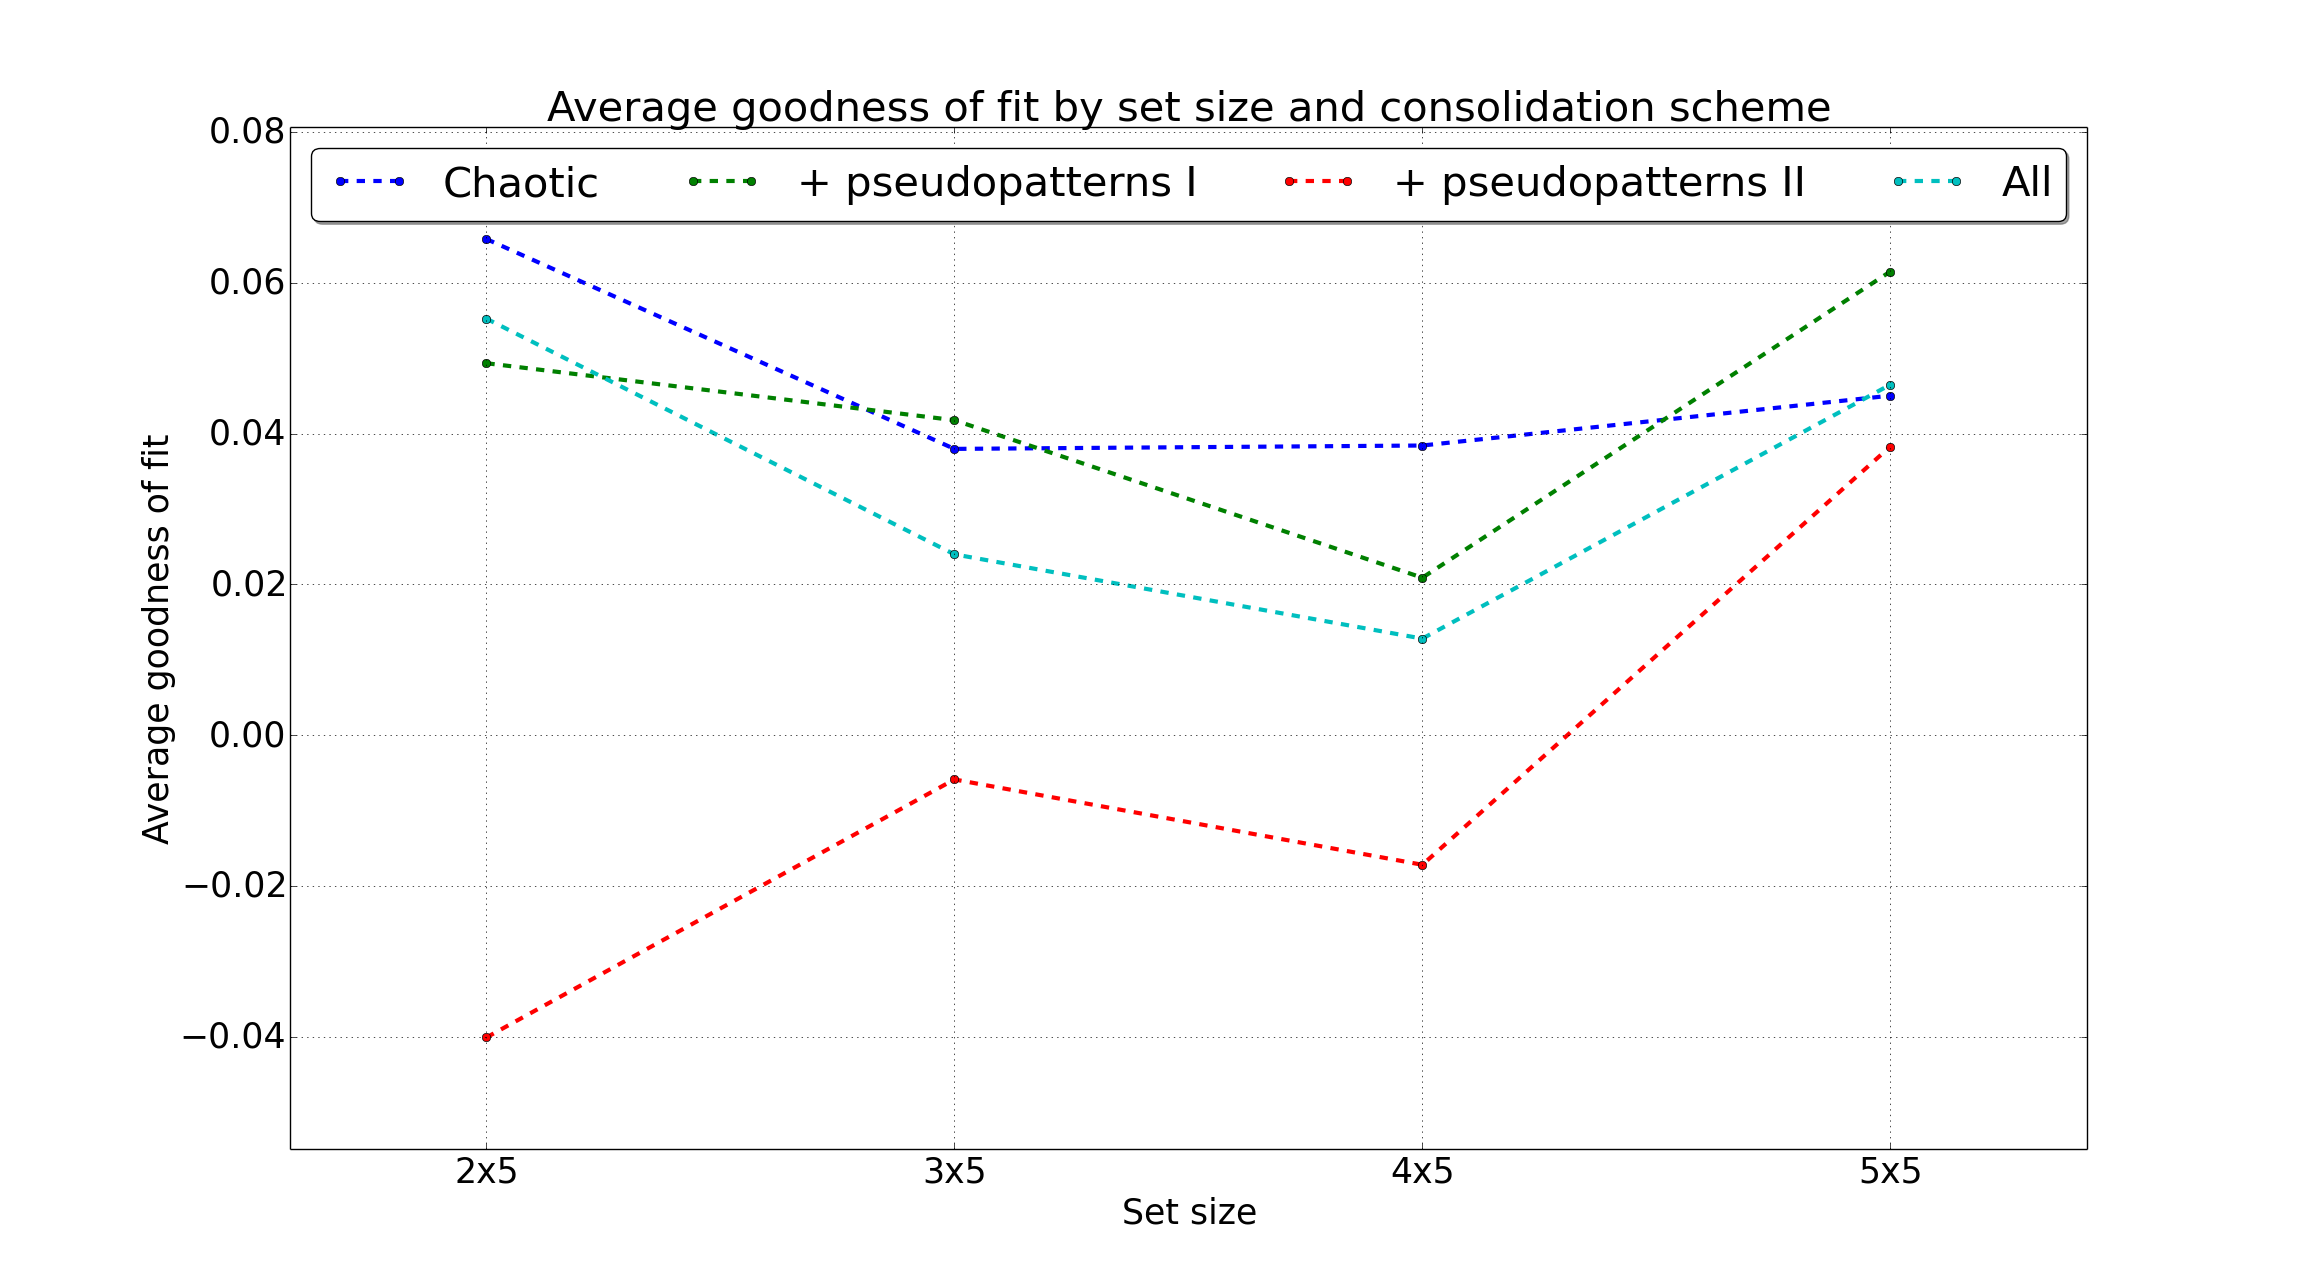 Average goodness of fit by set size and consolidation scheme
Chaotic + pseudopatterns I + pseudopatterns II All
0.08
0.06
0.04
0.02
0.00
−0.02
−0.04
Average goodness of fit
2x5 3x5 4x5 5x5
Set size